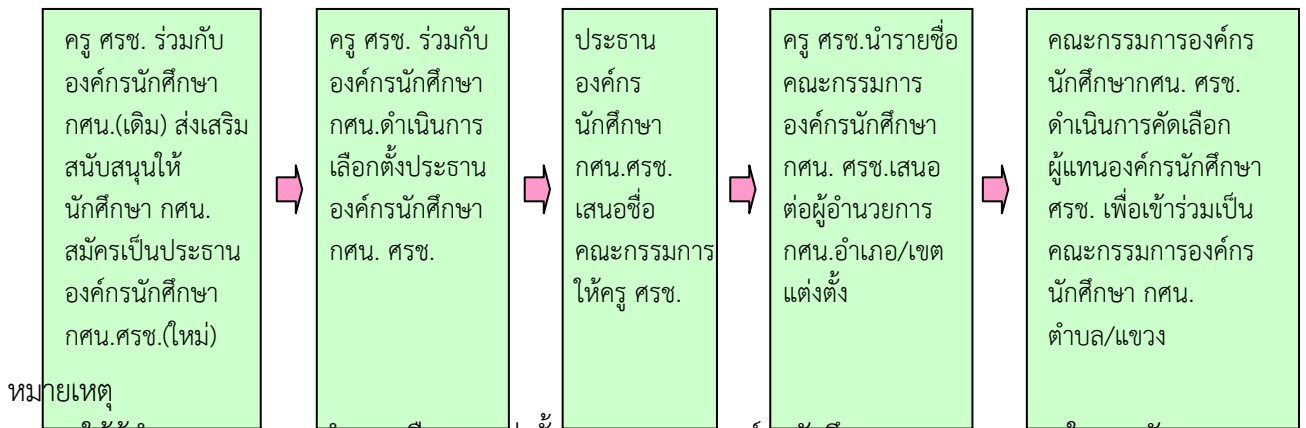 ครู ศรช. ร่วมกับ
องค์กรนักศึกษา
กศน.(เดิม) ส่งเสริม
สนับสนุนให้
นักศึกษา กศน.
สมัครเป็นประธาน
องค์กรนักศึกษา
กศน.ศรช.(ใหม่)
ครู ศรช. ร่วมกับ
องค์กรนักศึกษา
กศน.ดำเนินการ
เลือกตั้งประธาน
องค์กรนักศึกษา
กศน. ศรช.
ประธาน
องค์กร
นักศึกษา
กศน.ศรช.
เสนอชื่อ
คณะกรรมการ
ให้ครู ศรช.
ครู ศรช.นำรายชื่อ
คณะกรรมการ
องค์กรนักศึกษา
กศน. ศรช.เสนอ
ต่อผู้อำนวยการ
กศน.อำเภอ/เขต
แต่งตั้ง
คณะกรรมการองค์กร
นักศึกษากศน. ศรช.
ดำเนินการคัดเลือก
ผู้แทนองค์กรนักศึกษา
ศรช. เพื่อเข้าร่วมเป็น
คณะกรรมการองค์กร
นักศึกษา กศน.
ตำบล/แขวง
หมายเหตุ